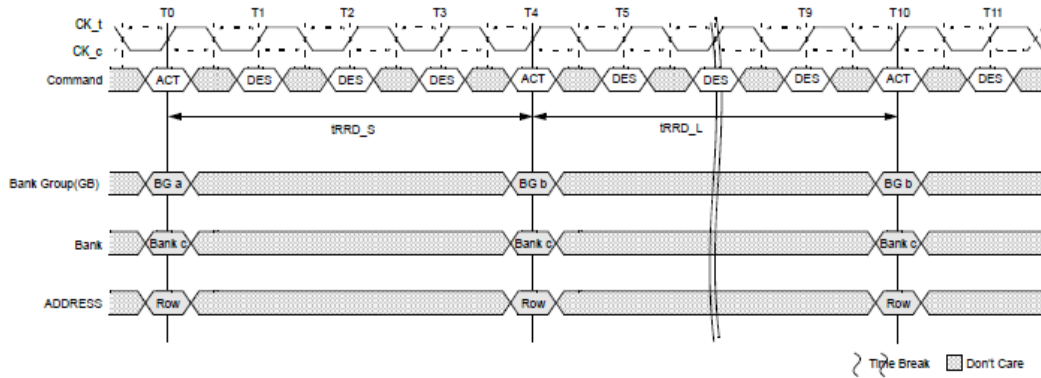 T0 T1 T2 T3 T4 T5 T9 T10 T11
CK_t
CK_c
Command ACT DES DES DES ACT DES DES DES ACT DES
tRRD_S tRRD_L
Bank Group(GB) BG a BG b BG b
Bank Bank c Bank c Bank c
ADDRESS Row Row Row
Time Break Don't Care